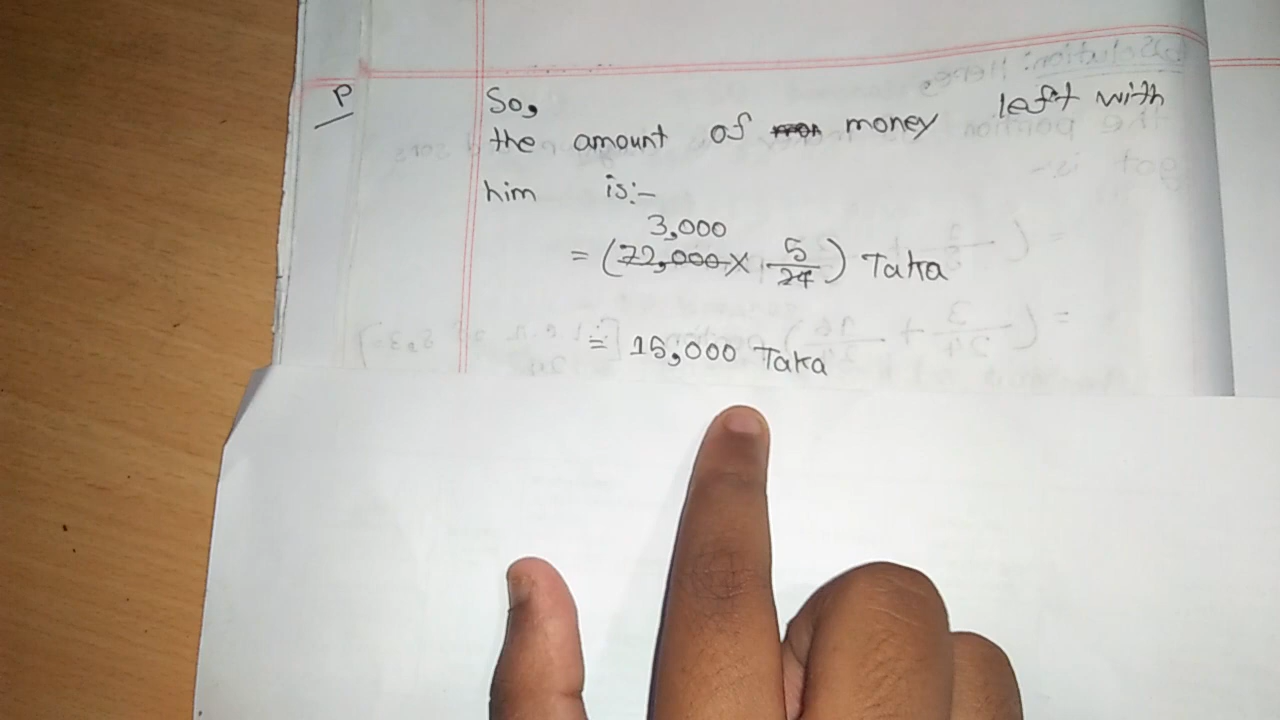 P
So,
the amount of money left with
him is:-
3,000
= (72,000 × 5/24) Taka
= 15,000 Taka